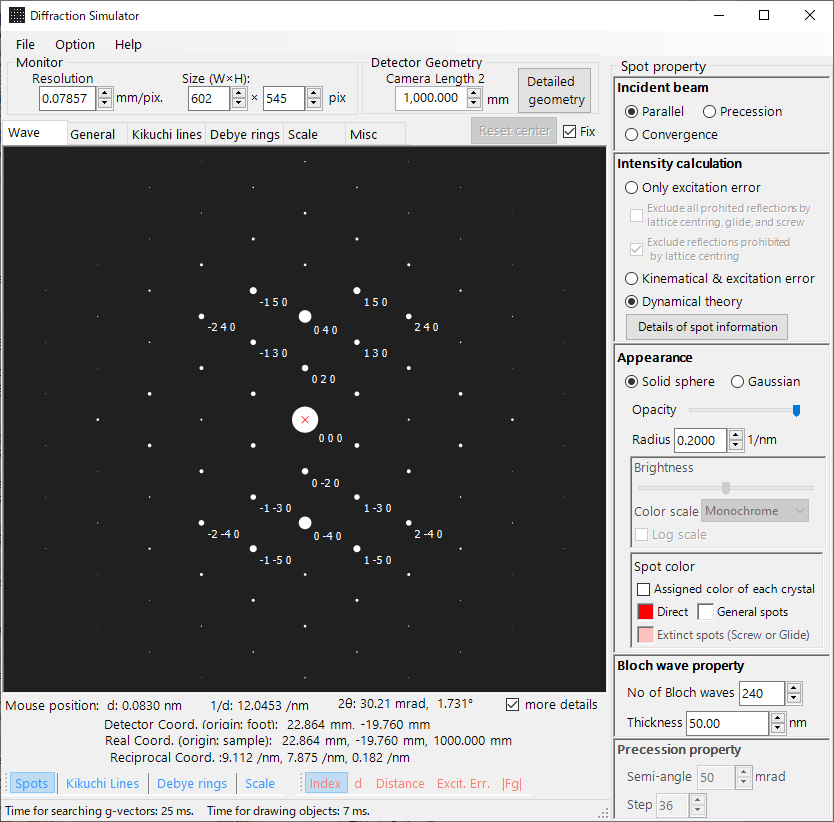 Diffraction Simulator
File Option Help
Monitor
Resolution Size (W×H):
0.07857 mm/pix. 602 × 545 pix
Detector Geometry
Camera Length 2
1,000.000 mm
Detailed
geometry
Wave General Kikuchi lines Debye rings Scale Misc
Reset center Fix
-1 5 0 1 5 0
-2 4 0 0 4 0 2 4 0
-1 3 0 1 3 0
0 2 0
0 0 0
0 -2 0
-1 -3 0 1 -3 0
-2 -4 0 0 -4 0 2 -4 0
-1 -5 0 1 -5 0
Mouse position: d: 0.0830 nm 1/d: 12.0453 /nm 2θ: 30.21 mrad, 1.731° more details
Detector Coord. (origin: foot): 22.864 mm, -19.760 mm
Real Coord. (origin: sample): 22.864 mm, -19.760 mm, 1000.000 mm
Reciprocal Coord. :9.112 /nm, 7.875 /nm, 0.182 /nm
Spots Kikuchi Lines Debye rings Scale Index d Distance Excit. Err. |Fg|
Time for searching g-vectors: 25 ms. Time for drawing objects: 7 ms.
Spot property
Incident beam
Parallel Precession
Convergence
Intensity calculation
Only excitation error
Exclude all prohited reflections by
lattice centring, glide, and screw
Exclude reflections prohibited
by lattice centring
Kinematical & excitation error
Dynamical theory
Details of spot information
Appearance
Solid sphere Gaussian
Opacity
Radius 0.2000 1/nm
Brightness
Color scale Monochrome
Log scale
Spot color
Assigned color of each crystal
Direct General spots
Extinct spots (Screw or Glide)
Bloch wave property
No of Bloch waves 240
Thickness 50.00 nm
Precession property
Semi-angle 50 mrad
Step 36